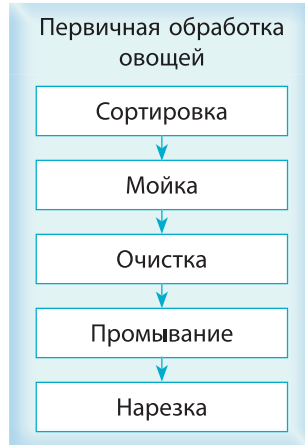 Первичная обработка
овощей
Сортировка
Мойка
Очистка
Промывание
Нарезка